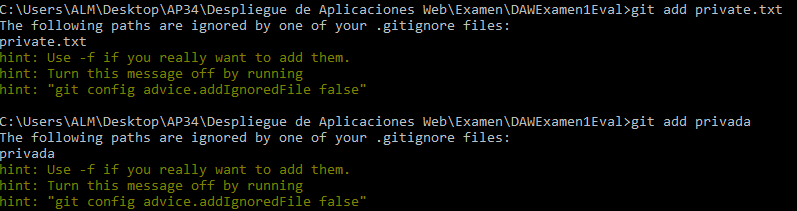 C:\Users\ALM\Desktop\AP34\Despliegue de Aplicaciones Web\Examen\DAWExamen1Eval>git add private.txt
The following paths are ignored by one of your .gitignore files:
private.txt
hint: Use -f if you really want to add them.
hint: Turn this message off by running
hint: "git config advice.addIgnoredFile false"
C:\Users\ALM\Desktop\AP34\Despliegue de Aplicaciones Web\Examen\DAWExamen1Eval>git add privada
The following paths are ignored by one of your .gitignore files:
privada
hint: Use -f if you really want to add them.
hint: Turn this message off by running
hint: "git config advice.addIgnoredFile false"